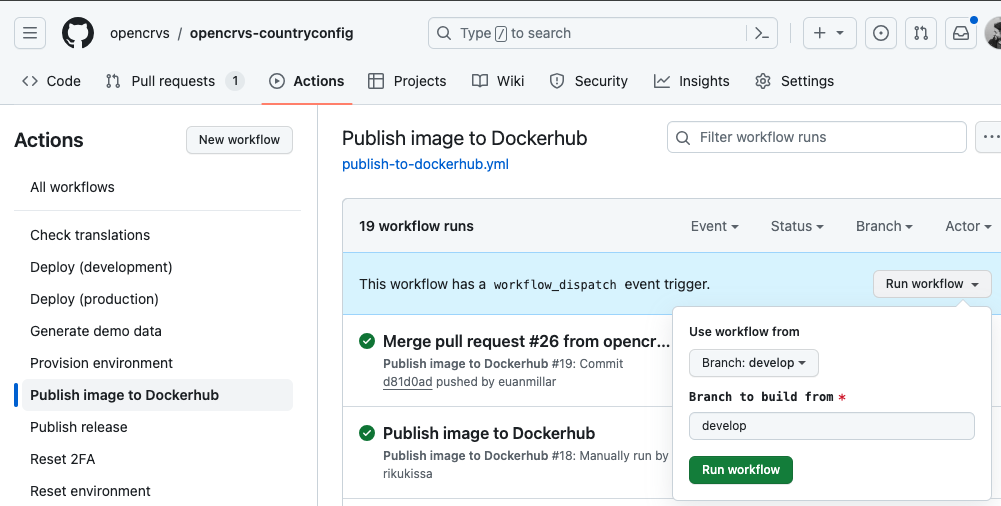 opencrvs / opencrvs-countryconfig
Type / to search
Code
Pull requests 1
Actions
Projects
Wiki
Security
Insights
Settings
Actions
New workflow
All workflows
Check translations
Deploy (development)
Deploy (production)
Generate demo data
Provision environment
Publish image to Dockerhub
Publish release
Reset 2FA
Reset environment
Publish image to Dockerhub
publish-to-dockerhub.yml
Filter workflow runs
19 workflow runs
Event
Status
Branch
Actor
This workflow has a workflow_dispatch event trigger.
Run workflow
Merge pull request #26 from opencr...
Publish image to Dockerhub #19: Commit
d81d0ad pushed by euanmillar
Publish image to Dockerhub
Publish image to Dockerhub #18: Manually run by
rikukissa
Use workflow from
Branch: develop
Branch to build from *
develop
Run workflow